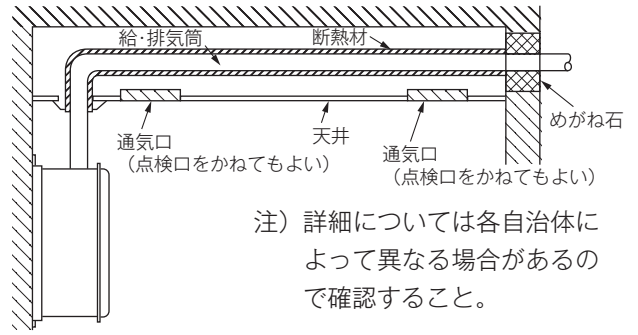 給・排気筒
断熱材
めがね石
通気口
（点検口をかねてもよい）
天井
通気口
（点検口をかねてもよい）
注）詳細については各自治体に
よって異なる場合があるの
で確認すること。